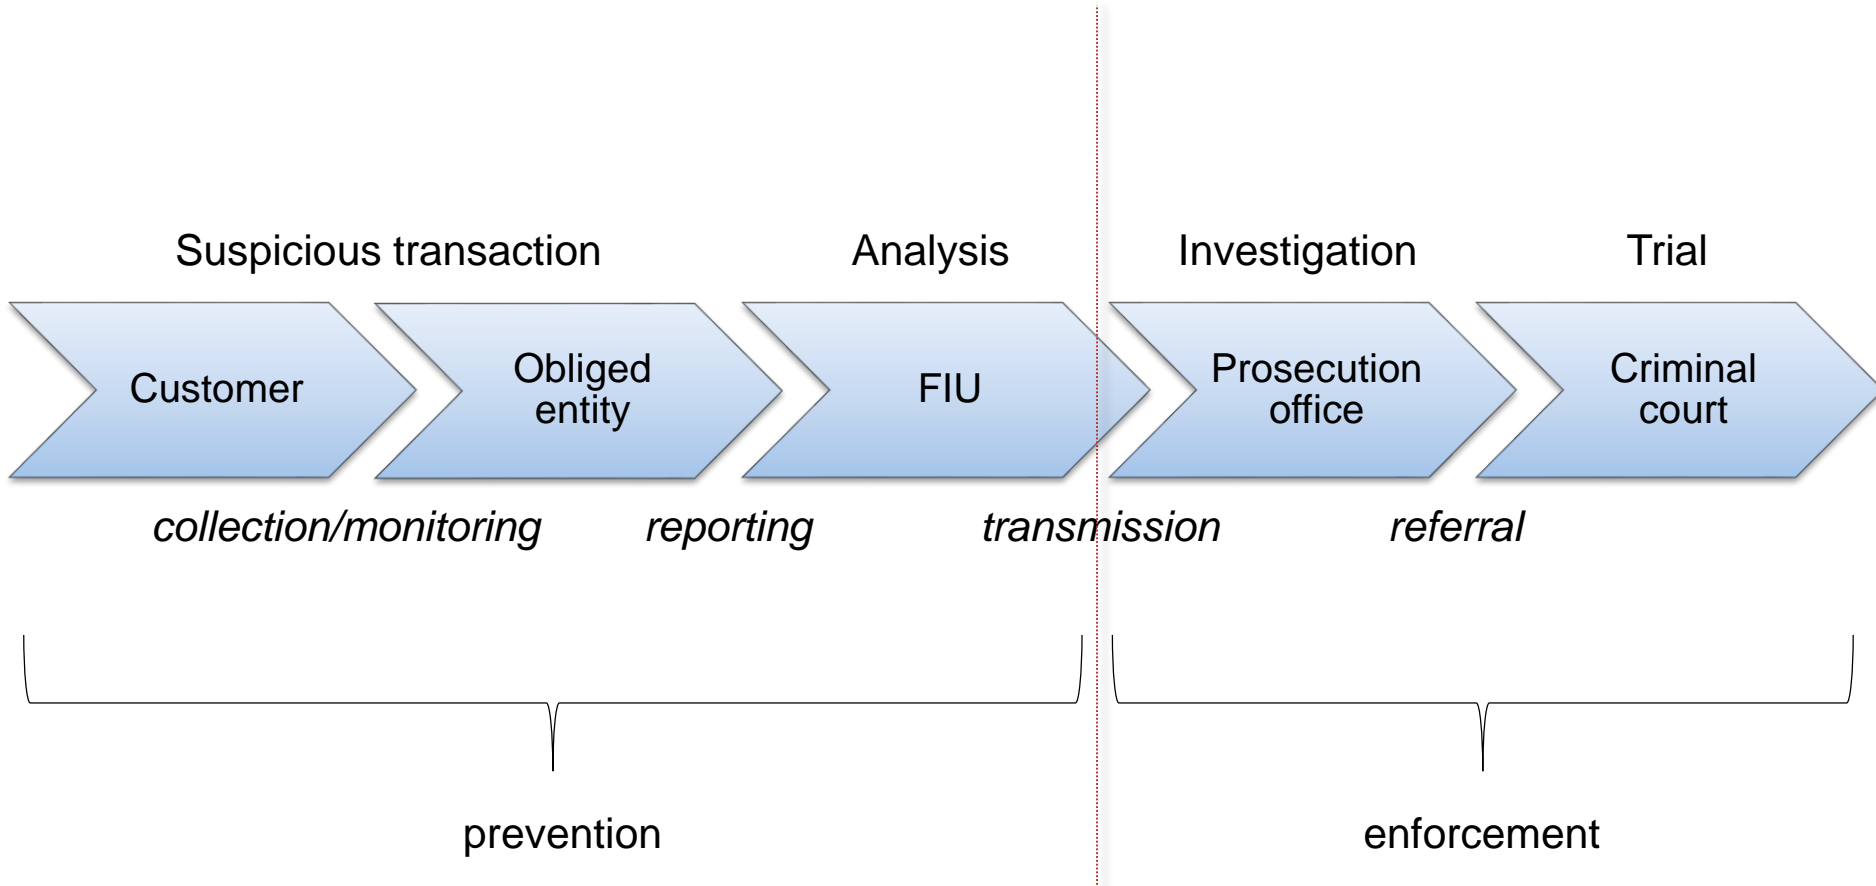 Suspicious transaction
Analysis
Investigation
Trial
Customer
Obliged
entity
FIU
Prosecution
office
Criminal
court
collection/monitoring
reporting
transmission
referral
prevention
enforcement